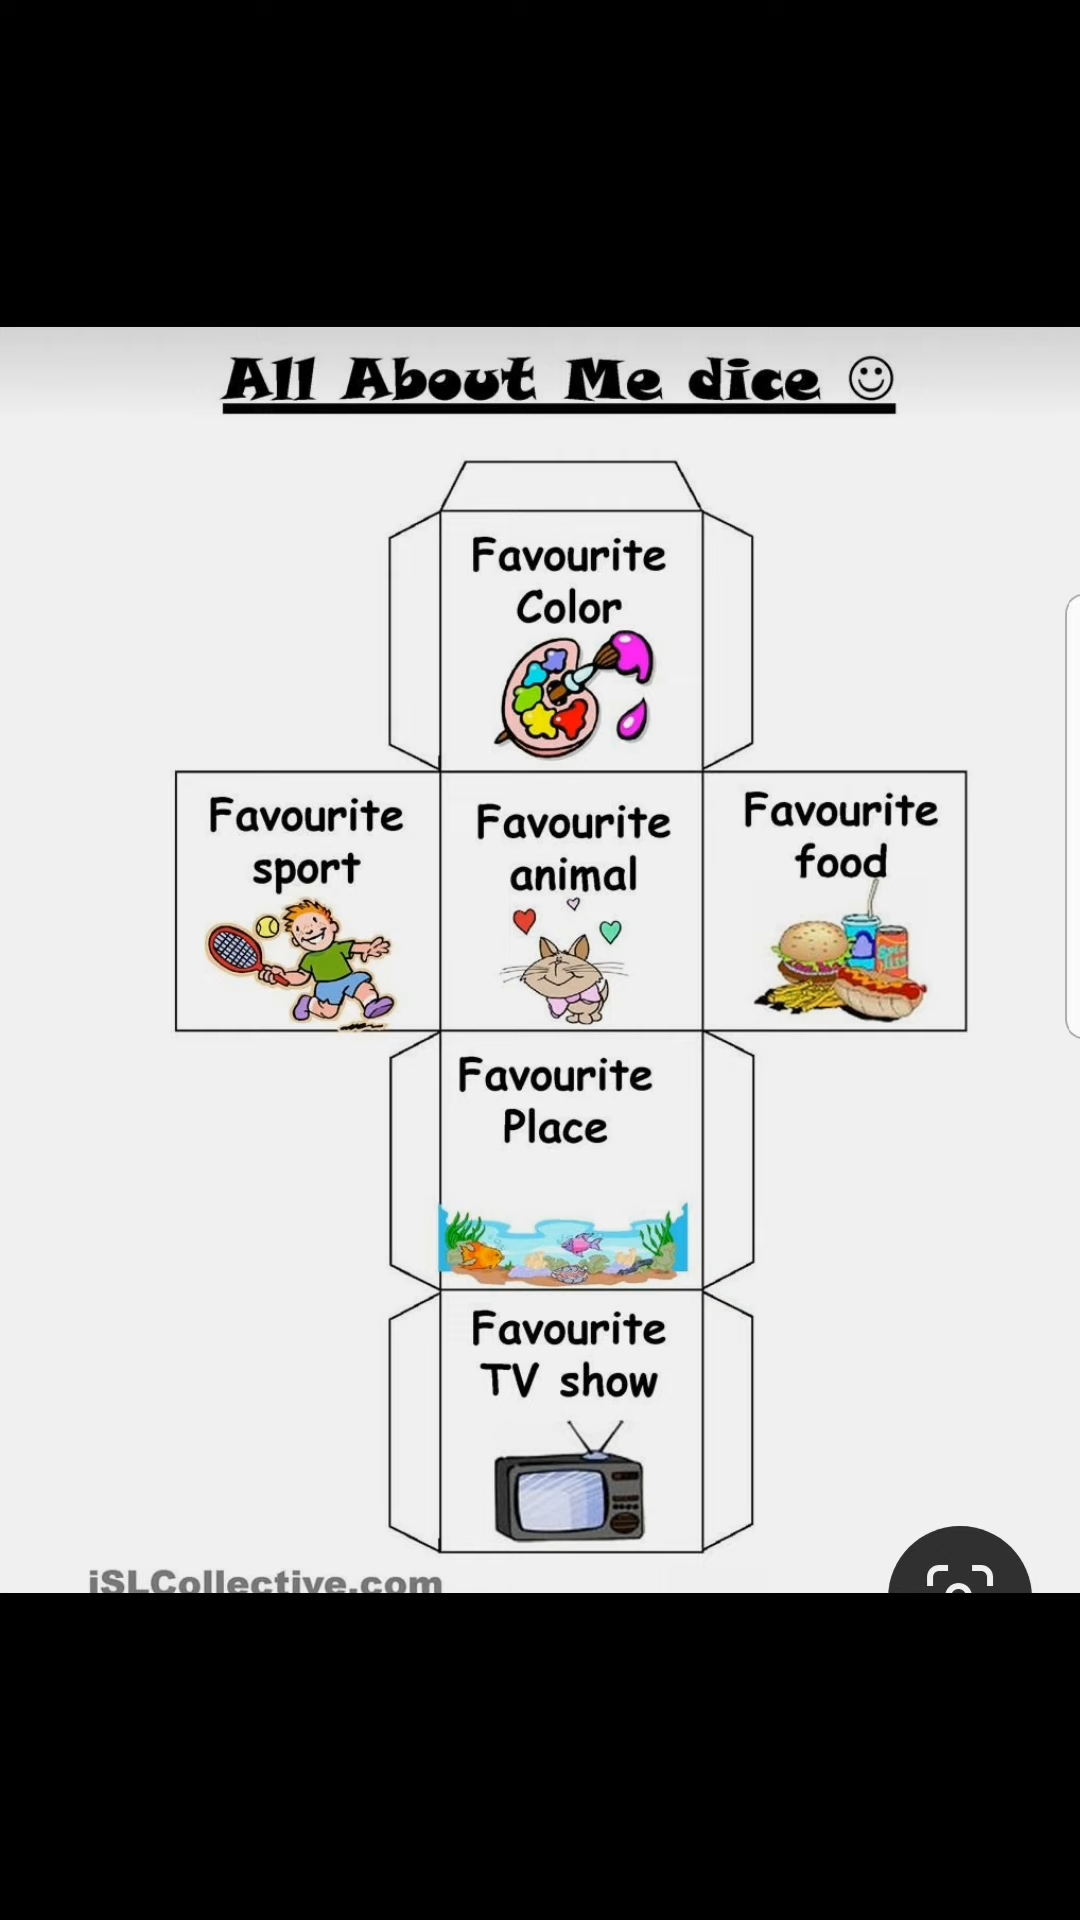 All About Me dice ☺
Favourite
Color
Favourite
sport
Favourite
animal
Favourite
food
Favourite
Place
Favourite
TV show
iSLCollective.com